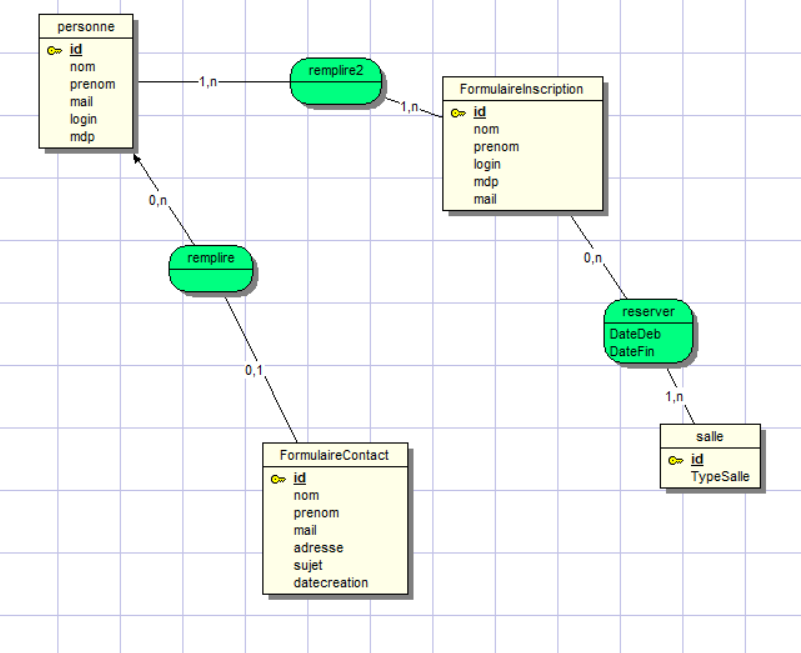 personne
id
nom
prenom
mail
login
mdp
1,n
remplire2
1,n
FormulaireInscription
id
nom
prenom
login
mdp
mail
0,n
remplire
0,n
reserver
DateDeb
DateFin
0,1
1,n
salle
id
TypeSalle
FormulaireContact
id
nom
prenom
mail
adresse
sujet
datecreation